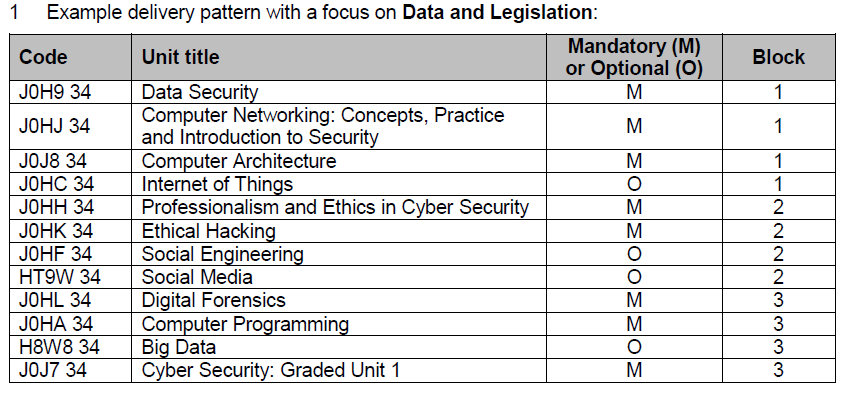 1 Example delivery pattern with a focus on Data and Legislation:
Code Unit title Mandatory (M) or Optional (O) Block
J0H9 34 Data Security M 1
J0HJ 34 Computer Networking: Concepts, Practice and Introduction to Security M 1
J0J8 34 Computer Architecture M 1
J0HC 34 Internet of Things O 1
J0HH 34 Professionalism and Ethics in Cyber Security M 2
J0HK 34 Ethical Hacking M 2
J0HF 34 Social Engineering O 2
HT9W 34 Social Media O 2
J0HL 34 Digital Forensics M 3
J0HA 34 Computer Programming M 3
H8W8 34 Big Data O 3
J0J7 34 Cyber Security: Graded Unit 1 M 3